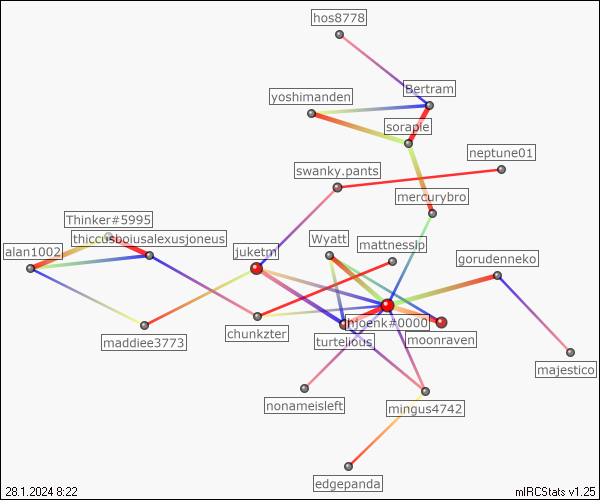 hos8778
Bertram
yoshimanden
sorapie
neptune01
swanky.pants
mercurybro
Thinker#5995
thiccusboiusalexusjoneus
alan1002
juketm
Wyatt
mattnessip
gorudenneko
hjoenk#0000
chunkzter
turtelious
moonraven
maddiee3773
majestico
nonameisleft
mingus4742
edgepanda
28.1.2024 8:22
mIRCStats v1.25